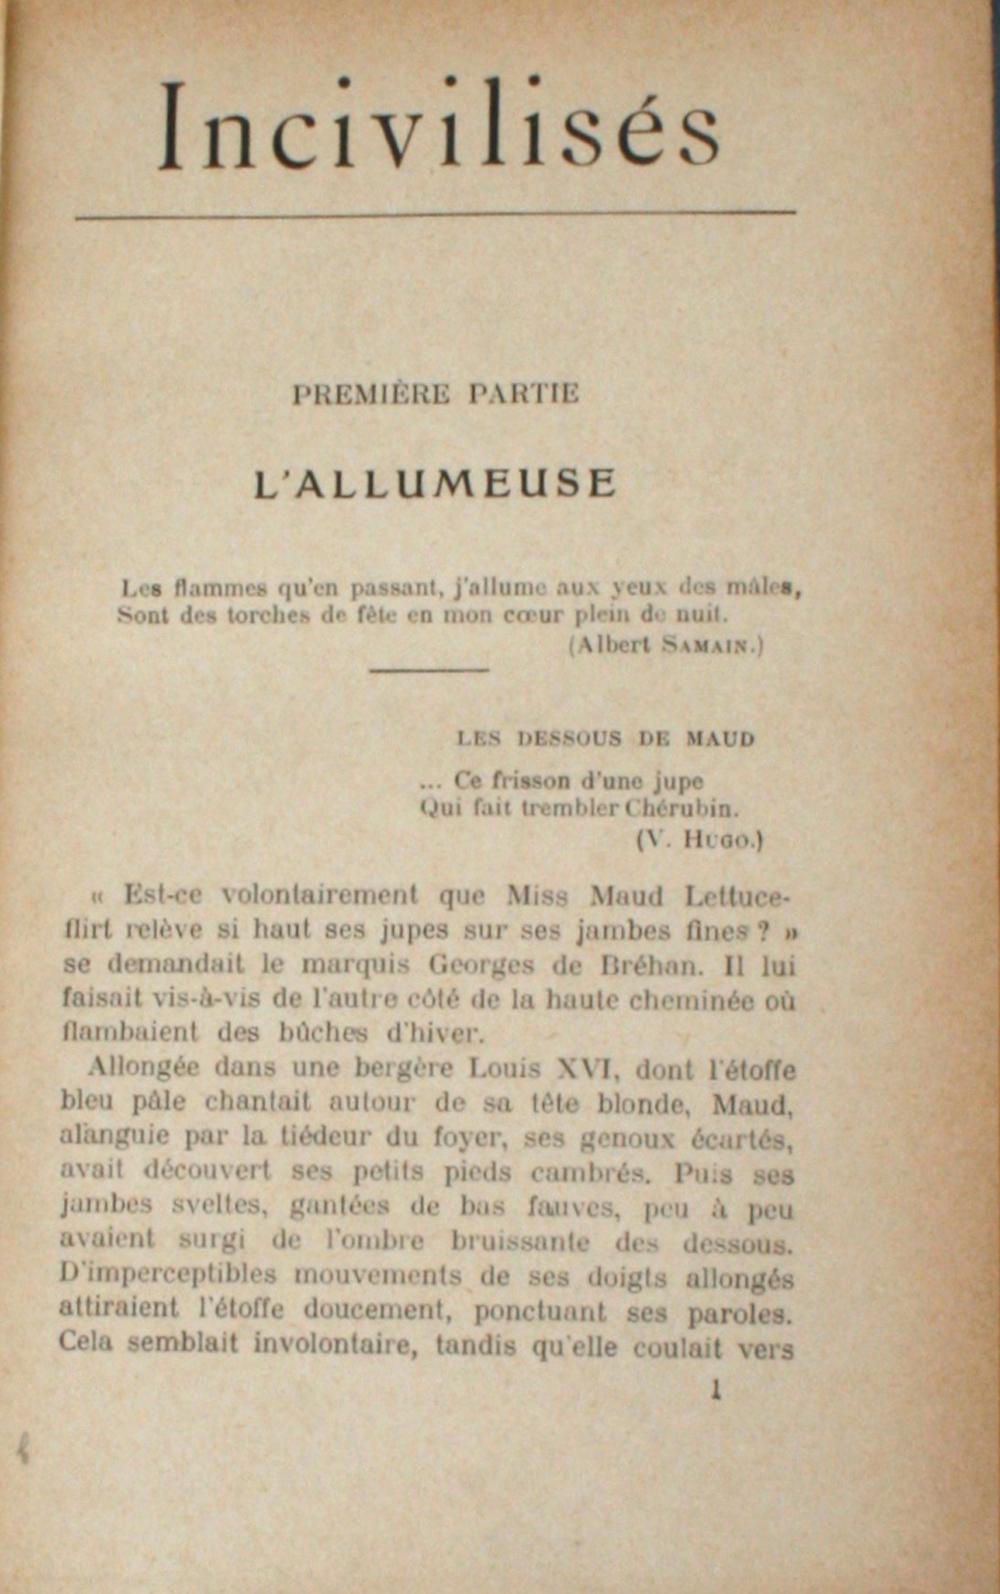 Incivilisés
PREMIÈRE PARTIE
L'ALLUMEUSE
Les flammes qu'en passant, j'allume aux yeux des mâles,
Sont des torches de fête en mon cœur plein de nuit.
(Albert SAMAIN.)
LES DESSOUS DE MAUD
... Ce frisson d'une jupe
Qui fait trembler Chérubin.
(V. HUGO.)
« Est-ce volontairement que Miss Maud Lettuce-
flirt relève si haut ses jupes sur ses jambes fines ? »
se demandait le marquis Georges de Bréhan. Il lui
faisait vis-à-vis de l'autre côté de la haute cheminée où
flambaient des bûches d'hiver.
Allongée dans une bergère Louis XVI, dont l'étoffe
bleu pâle chantait autour de sa tête blonde, Maud,
alanguie par la tiédeur du foyer, ses genoux écartés,
avait découvert ses petits pieds cambrés. Puis ses
jambes sveltes, gantées de bas fauves, peu à peu
avaient surgi de l'ombre bruissante des dessous.
D'imperceptibles mouvements de ses doigts allongés
attiraient l'étoffe doucement, ponctuant ses paroles.
Cela semblait involontaire, tandis qu'elle coulait vers
1